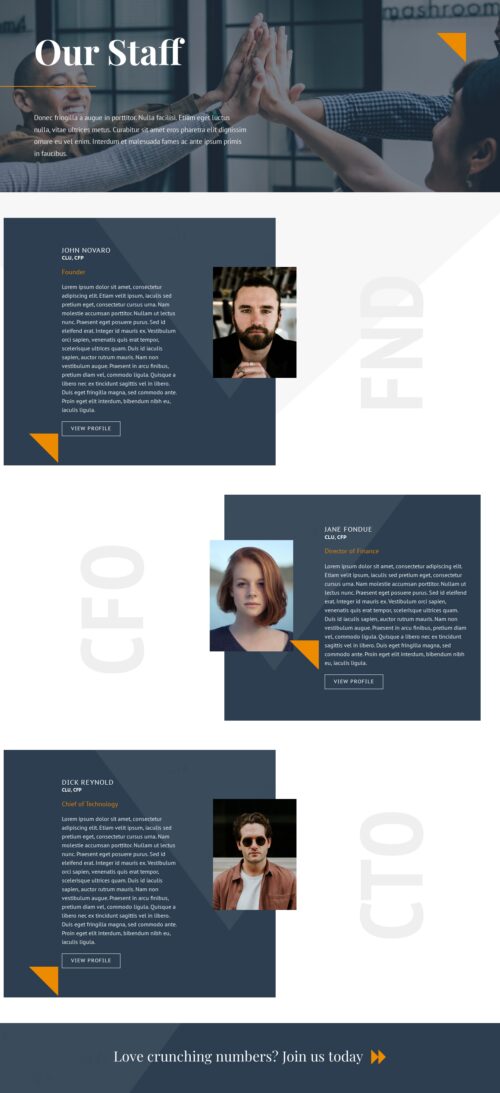 mashroom
Our Staff
Donec fringilla a augue in porttitor. Nulla facilisi. Etiam eget luctus
nulla, vitae ultrices metus. Curabitur sit amet eros pharetra elit dignissim
ornare eu vel enim. Interdum et malesuada fames ac ante ipsum primis
in faucibus.
JOHN NOVARO
CLU, CFP
Founder
Lorem ipsum dolor sit amet, consectetur
adipiscing elit. Etiam velit ipsum, iaculis sed
pretium eget, consectetur cursus urna. Nam
molestie accumsan porttitor. Nullam ut lectus
nunc. Praesent eget posuere purus. Sed id
eleifend erat. Integer id mauris ex. Vestibulum
orci sapien, venenatis quis erat tempus,
scelerisque ultrices quam. Duis id iaculis
sapien, auctor rutrum mauris. Nam non
vestibulum augue. Praesent in arcu finibus,
pretium diam vel, commodo ligula. Quisque a
libero nec ex tincidunt sagittis vel in libero.
Duis eget fringilla magna, sed commodo ante.
Proin eget elit interdum, bibendum nibh eu,
iaculis ligula.
VIEW PROFILE
FND
CFO
JANE FONDUE
CLU, CFP
Director of Finance
Lorem ipsum dolor sit amet, consectetur adipiscing
elit. Etiam velit ipsum, iaculis sed pretium eget,
consectetur cursus urna. Nam molestie accumsan
porttitor. Nullam ut lectus nunc. Praesent eget
posuere purus. Sed id eleifend
erat. Integer id mauris ex. Vestibulum orci sapien,
venenatis quis erat tempus, scelerisque ultrices
quam. Duis id iaculis sapien, auctor rutrum mauris. Nam non
vestibulum augue. Praesent in arcu finibus, pretium diam
vel, commodo ligula. Quisque a libero nec ex tincidunt
sagittis vel in libero. Duis eget fringilla magna, sed
commodo ante. Proin eget elit interdum, bibendum nibh
eu, iaculis ligula.
VIEW PROFILE
DICK REYNOLD
CLU, CFP
Chief of Technology
Lorem ipsum dolor sit amet, consectetur
adipiscing elit. Etiam velit ipsum, iaculis sed
pretium eget, consectetur cursus urna. Nam
molestie accumsan porttitor. Nullam ut lectus
nunc. Praesent eget posuere purus. Sed id
eleifend erat. Integer id mauris ex. Vestibulum
orci sapien, venenatis quis erat tempus,
scelerisque ultrices quam. Duis id iaculis
sapien, auctor rutrum mauris. Nam non
vestibulum augue. Praesent in arcu finibus,
pretium diam vel, commodo ligula. Quisque a
libero nec ex tincidunt sagittis vel in libero.
Duis eget fringilla magna, sed commodo ante.
Proin eget elit interdum, bibendum nibh eu,
iaculis ligula.
VIEW PROFILE
CTO
Love crunching numbers? Join us today